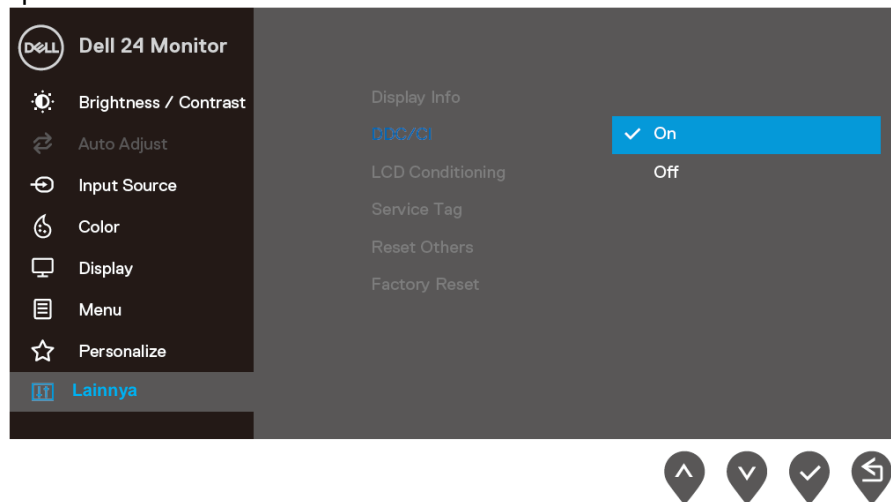 DELL
Dell 24 Monitor
Brightness / Contrast
Auto Adjust
Input Source
Color
Display
Menu
Personalize
Lainnya
Display Info
DDC/CI
LCD Conditioning
Service Tag
Reset Others
Factory Reset
On
Off